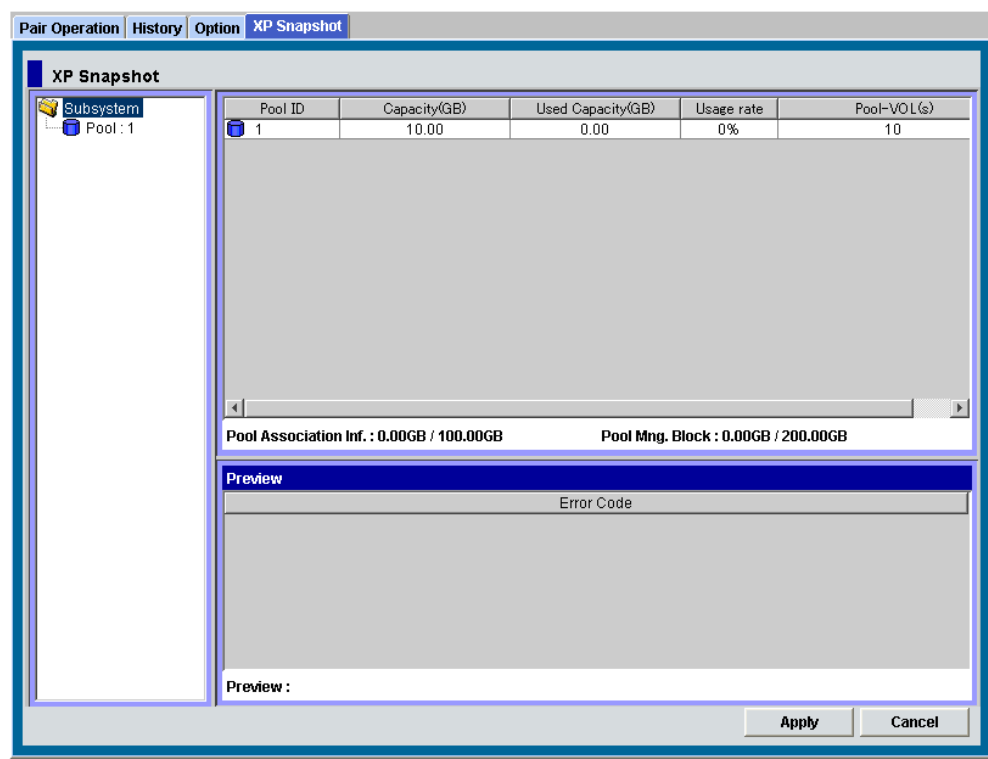 Pair Operation History Option XP Snapshot
XP Snapshot
Subsystem
Pool : 1
Pool ID Capacity(GB) Used Capacity(GB) Usage rate Pool-VOL(s)
1 10.00 0.00 0% 10
Pool Association Inf. : 0.00GB / 100.00GB Pool Mng. Block : 0.00GB / 200.00GB
Preview
Error Code
Preview :
Apply Cancel